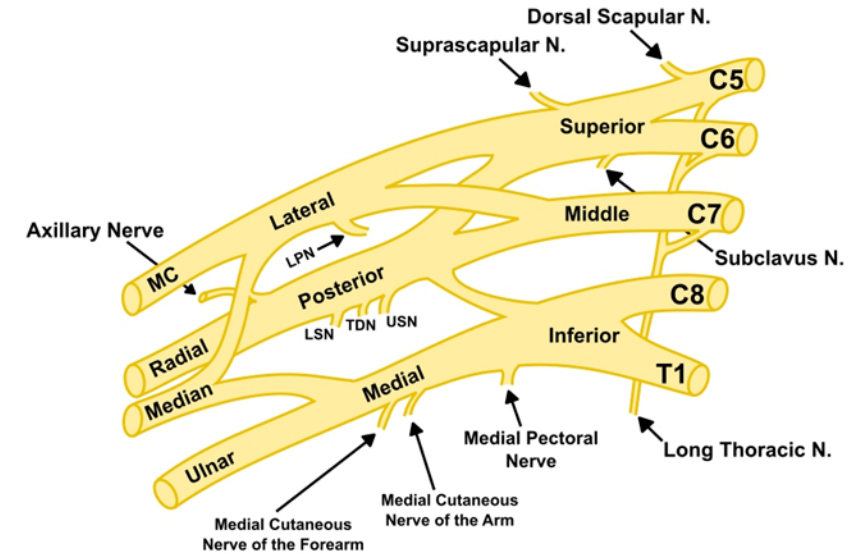 Dorsal Scapular N.
Suprascapular N.
C5
Superior
C6
Lateral
Middle
C7
Axillary Nerve
LPN
Subclavus N.
MC
Posterior
C8
LSN
TDN
USN
Inferior
Radial
T1
Medial
Median
Medial Pectoral
Nerve
Long Thoracic N.
Ulnar
Medial Cutaneous
Nerve of the Arm
Medial Cutaneous
Nerve of the Forearm